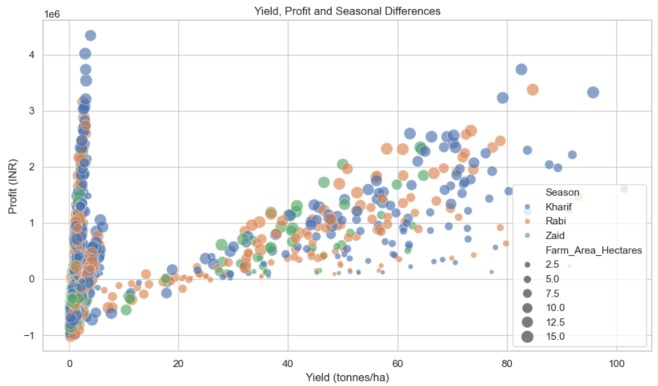 Yield, Profit and Seasonal Differences
1e6
Profit (INR)
4
3
2
1
0
−1
0
20
40
60
80
100
Yield (tonnes/ha)
Season
Kharif
Rabi
Zaid
Farm_Area_Hectares
2.5
5.0
7.5
10.0
12.5
15.0